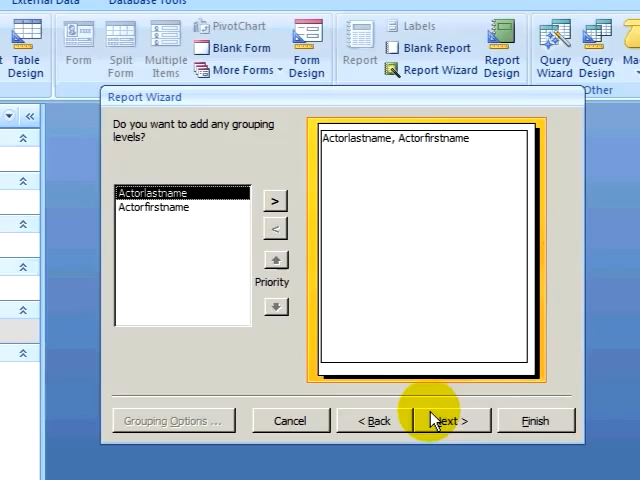 External Data
Database Tools
Table Design
Form
Split Form
Multiple Items
PivotChart
Blank Form
More Forms
Form Design
Report
Labels
Blank Report
Report Wizard
Report Design
Query Wizard
Query Design
Ma
Other
Report Wizard
Do you want to add any grouping
levels?
Actorlastname
Actorfirstname
>
<
Priority
Actorlastname, Actorfirstname
Grouping Options ...
Cancel
< Back
Next >
Finish